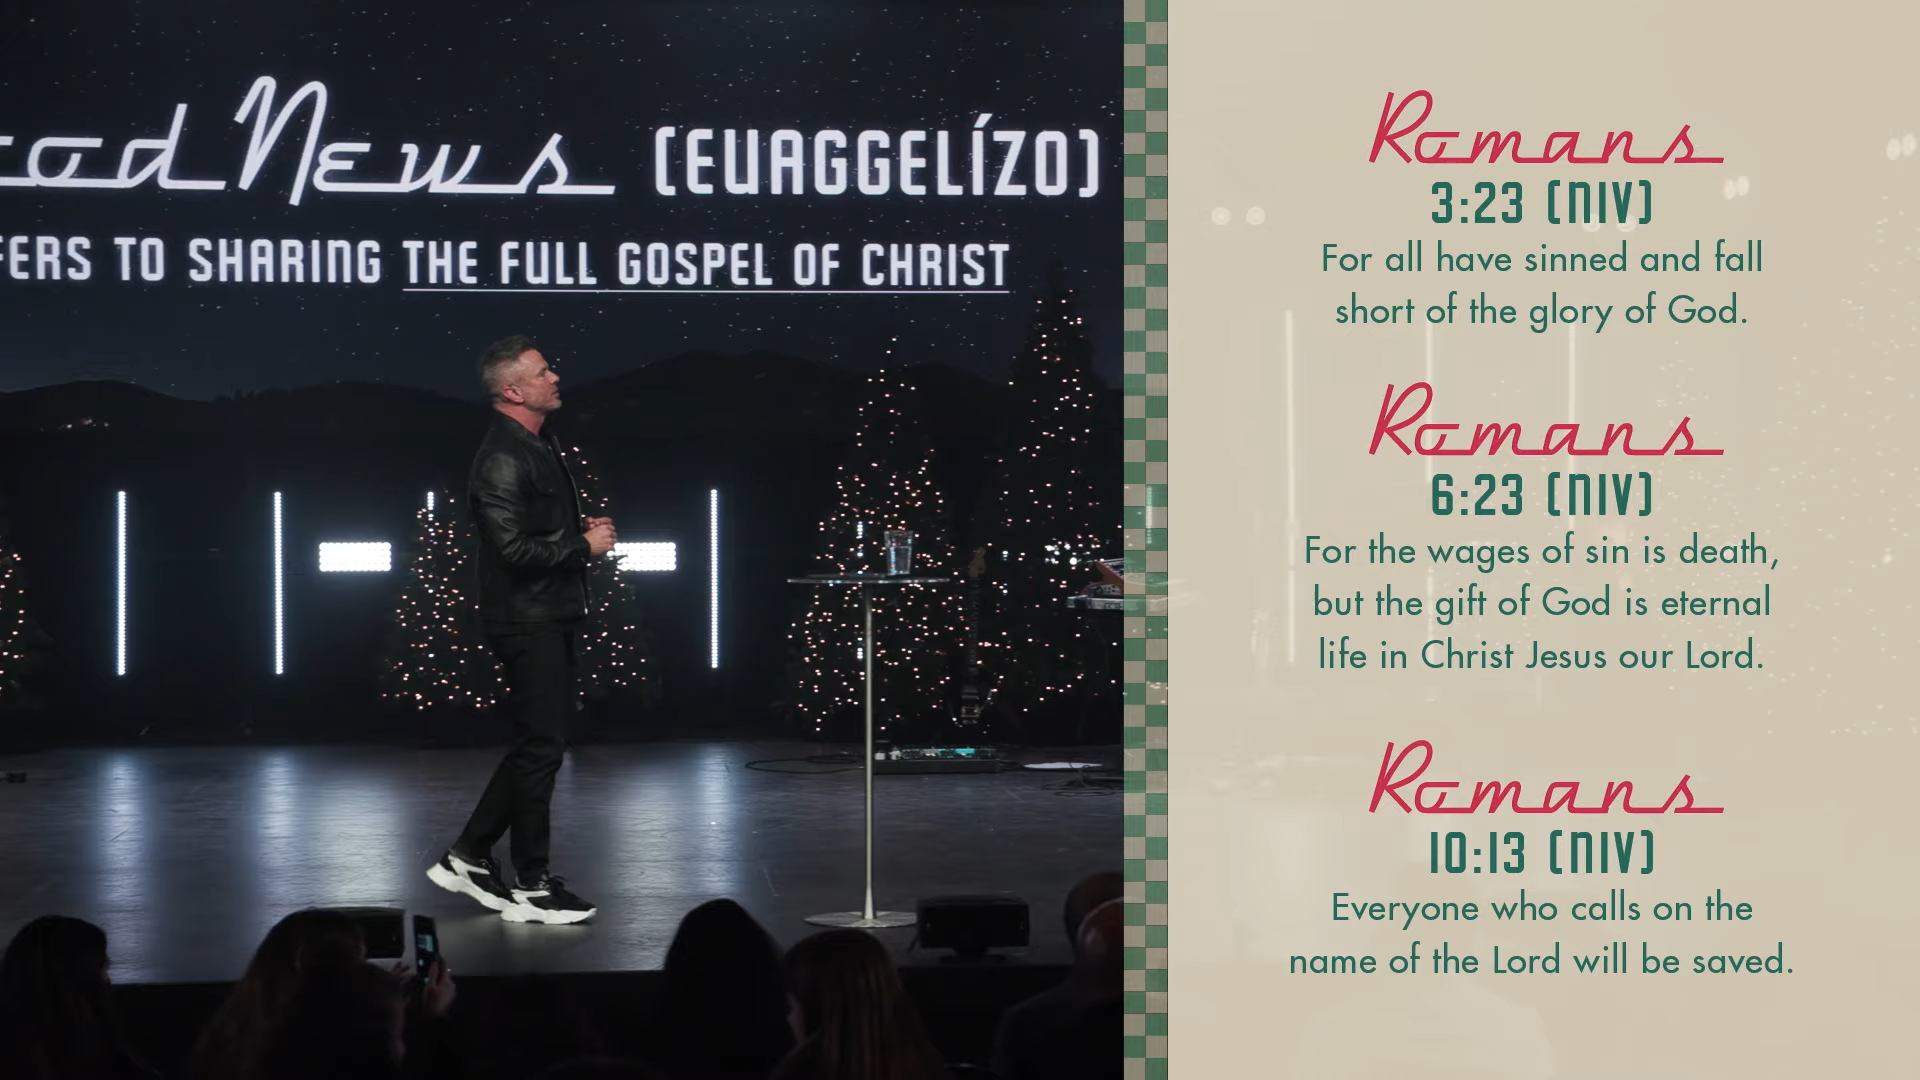 ood News (EUAGGELÍZO)
FERS TO SHARING THE FULL GOSPEL OF CHRIST
Romans
3:23 (NIV)
For all have sinned and fall
short of the glory of God.
Romans
6:23 (NIV)
For the wages of sin is death,
but the gift of God is eternal
life in Christ Jesus our Lord.
Romans
10:13 (NIV)
Everyone who calls on the
name of the Lord will be saved.